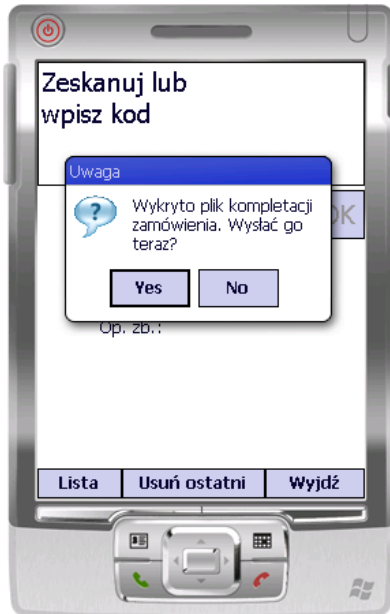 Zeskanuj lub
wpisz kod
Uwaga
Wykryto plik kompletacji
zamówienia. Wysłać go
teraz?
OK
Yes
No
Op. zb.:
Lista
Usuń ostatni
Wyjdź